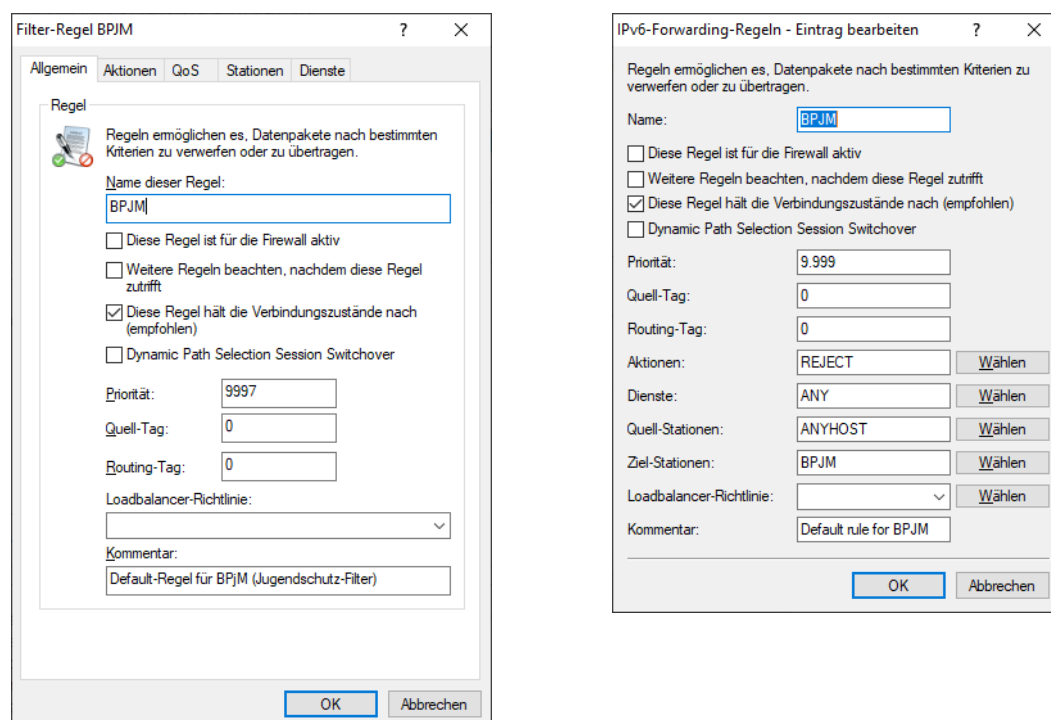 Filter-Regel BPJM
Allgemein Aktionen QoS Stationen Dienste
Regel
Regeln ermöglichen es, Datenpakete nach bestimmten
Kriterien zu verwerfen oder zu übertragen.
Name dieser Regel:
BPJM
Diese Regel ist für die Firewall aktiv
Weitere Regeln beachten, nachdem diese Regel
zutrifft
Diese Regel hält die Verbindungszustände nach
(empfohlen)
Dynamic Path Selection Session Switchover
Priorität: 9997
Quell-Tag: 0
Routing-Tag: 0
Loadbalancer-Richtlinie:
Kommentar:
Default-Regel für BPjM (Jugendschutz-Filter)
OK Abbrechen
IPv6-Forwarding-Regeln - Eintrag bearbeiten
Regeln ermöglichen es, Datenpakete nach bestimmten Kriterien zu
verwerfen oder zu übertragen.
Name: BPJM
Diese Regel ist für die Firewall aktiv
Weitere Regeln beachten, nachdem diese Regel zutrifft
Diese Regel hält die Verbindungszustände nach (empfohlen)
Dynamic Path Selection Session Switchover
Priorität: 9.999
Quell-Tag: 0
Routing-Tag: 0
Aktionen: REJECT Wählen
Dienste: ANY Wählen
Quell-Stationen: ANYHOST Wählen
Ziel-Stationen: BPJM Wählen
Loadbalancer-Richtlinie: Wählen
Kommentar: Default rule for BPJM
OK Abbrechen